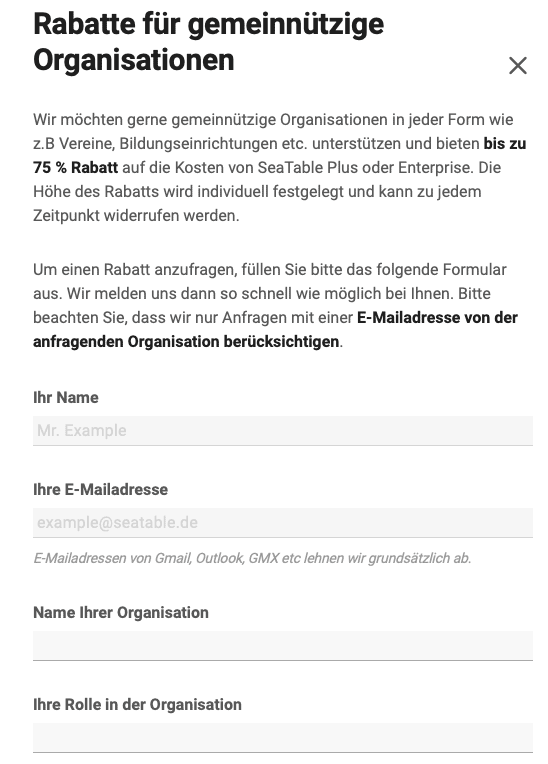 Rabatte für gemeinnützige
Organisationen
Wir möchten gerne gemeinnützige Organisationen in jeder Form wie
z.B Vereine, Bildungseinrichtungen etc. unterstützen und bieten bis zu
75 % Rabatt auf die Kosten von SeaTable Plus oder Enterprise. Die
Höhe des Rabatts wird individuell festgelegt und kann zu jedem
Zeitpunkt widerrufen werden.
Um einen Rabatt anzufragen, füllen Sie bitte das folgende Formular
aus. Wir melden uns dann so schnell wie möglich bei Ihnen. Bitte
beachten Sie, dass wir nur Anfragen mit einer E-Mailadresse von der
anfragenden Organisation berücksichtigen.
Ihr Name
Mr. Example
Ihre E-Mailadresse
example@seatable.de
E-Mailadressen von Gmail, Outlook, GMX etc lehnen wir grundsätzlich ab.
Name Ihrer Organisation
Ihre Rolle in der Organisation